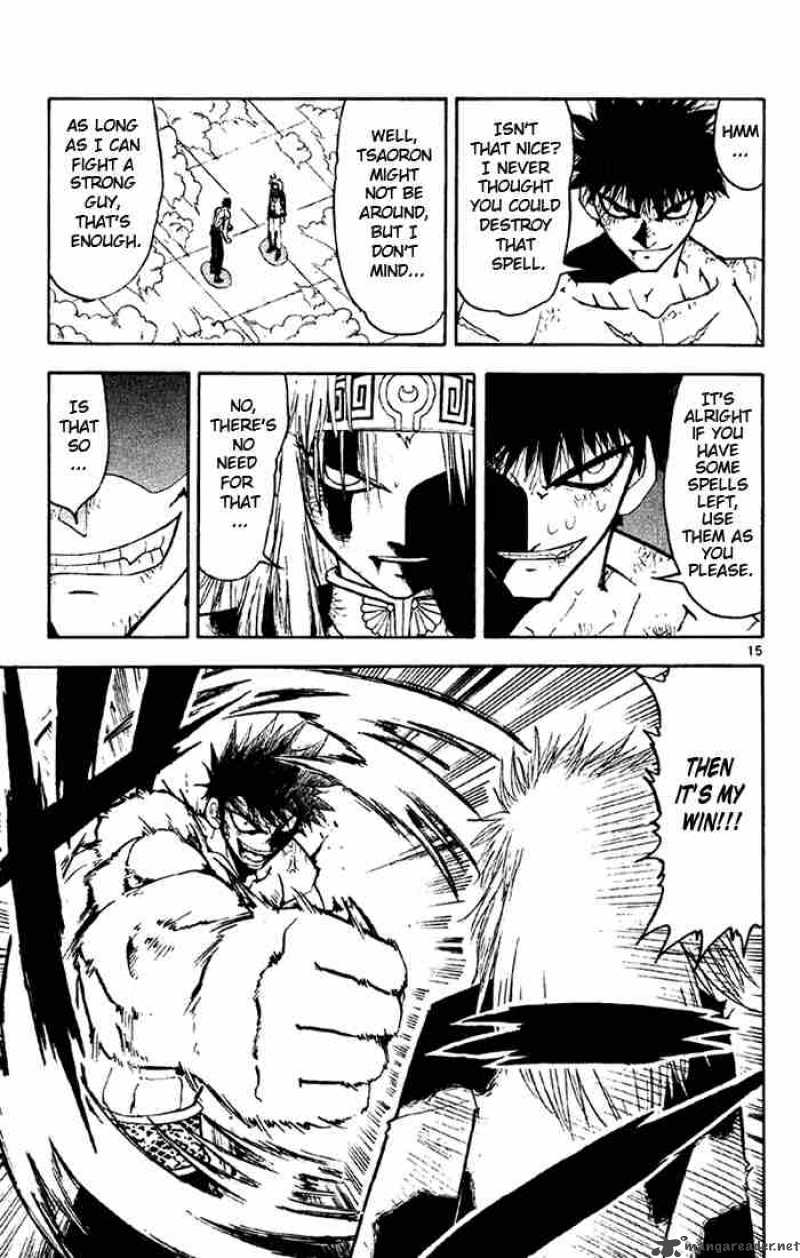 HMM
...
ISN'T
THAT NICE?
I NEVER
THOUGHT
YOU COULD
DESTROY
THAT
SPELL.
WELL,
TSAORON
MIGHT
NOT BE
AROUND,
BUT I
DON'T
MIND...
AS LONG
AS I CAN
FIGHT A
STRONG
GUY,
THAT'S
ENOUGH.
IT'S
ALRIGHT
IF YOU
HAVE
SOME
SPELLS
LEFT,
USE
THEM AS
YOU
PLEASE.
NO,
THERE'S
NO
NEED
FOR
THAT
...
IS
THAT
SO
...
15
THEN
IT'S MY
WIN!!!
mangareader.net